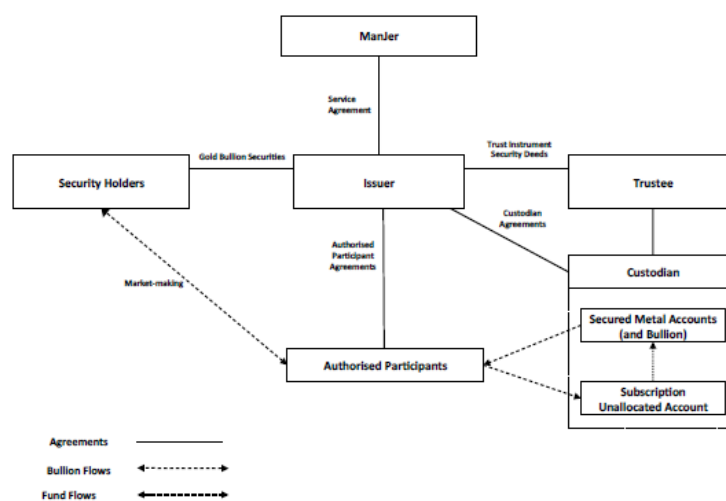 ManJer
Service
Agreement
Gold Bullion Securities
Trust Instrument
Security Deeds
Security Holders
Issuer
Trustee
Custodian
Agreements
Authorised
Participant
Agreements
Custodian
Market-making
Secured Metal Accounts
(and Bullion)
Authorised Participants
Subscription
Unallocated Account
Agreements
Bullion Flows
Fund Flows